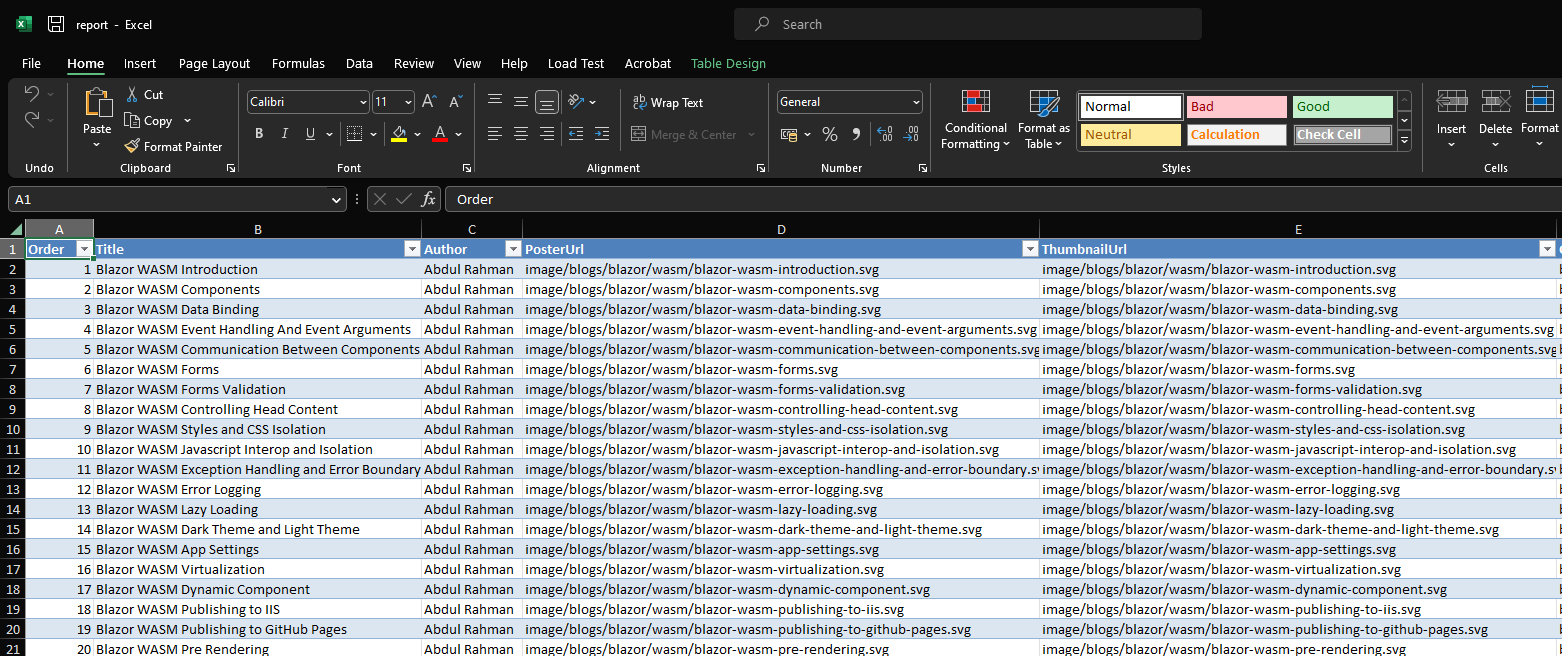 report - Excel
Search
File Home Insert Page Layout Formulas Data Review View Help Load Test Acrobat Table Design
Cut
Copy
Format Painter
Paste
Undo
Clipboard
Calibri 11
B I U A
Font
Wrap Text
Merge & Center
Alignment
General
% 9
Number
Conditional Formatting
Format as Table
Normal Bad Good
Neutral Calculation Check Cell
Styles
Insert Delete Format
Cells
A1 fx Order
A B C D E
1 Order Title Author PosterUrl ThumbnailUrl
2 1 Blazor WASM Introduction Abdul Rahman image/blogs/blazor/wasm/blazor-wasm-introduction.svg image/blogs/blazor/wasm/blazor-wasm-introduction.svg
3 2 Blazor WASM Components Abdul Rahman image/blogs/blazor/wasm/blazor-wasm-components.svg image/blogs/blazor/wasm/blazor-wasm-components.svg
4 3 Blazor WASM Data Binding Abdul Rahman image/blogs/blazor/wasm/blazor-wasm-data-binding.svg image/blogs/blazor/wasm/blazor-wasm-data-binding.svg
5 4 Blazor WASM Event Handling And Event Arguments Abdul Rahman image/blogs/blazor/wasm/blazor-wasm-event-handling-and-event-arguments.svg image/blogs/blazor/wasm/blazor-wasm-event-handling-and-event-arguments.svg
6 5 Blazor WASM Communication Between Components Abdul Rahman image/blogs/blazor/wasm/blazor-wasm-communication-between-components.svg image/blogs/blazor/wasm/blazor-wasm-communication-between-components.svg
7 6 Blazor WASM Forms Abdul Rahman image/blogs/blazor/wasm/blazor-wasm-forms.svg image/blogs/blazor/wasm/blazor-wasm-forms.svg
8 7 Blazor WASM Forms Validation Abdul Rahman image/blogs/blazor/wasm/blazor-wasm-forms-validation.svg image/blogs/blazor/wasm/blazor-wasm-forms-validation.svg
9 8 Blazor WASM Controlling Head Content Abdul Rahman image/blogs/blazor/wasm/blazor-wasm-controlling-head-content.svg image/blogs/blazor/wasm/blazor-wasm-controlling-head-content.svg
10 9 Blazor WASM Styles and CSS Isolation Abdul Rahman image/blogs/blazor/wasm/blazor-wasm-styles-and-css-isolation.svg image/blogs/blazor/wasm/blazor-wasm-styles-and-css-isolation.svg
11 10 Blazor WASM Javascript Interop and Isolation Abdul Rahman image/blogs/blazor/wasm/blazor-wasm-javascript-interop-and-isolation.svg image/blogs/blazor/wasm/blazor-wasm-javascript-interop-and-isolation.svg
12 11 Blazor WASM Exception Handling and Error Boundary Abdul Rahman image/blogs/blazor/wasm/blazor-wasm-exception-handling-and-error-boundary.sv image/blogs/blazor/wasm/blazor-wasm-exception-handling-and-error-boundary.sv
13 12 Blazor WASM Error Logging Abdul Rahman image/blogs/blazor/wasm/blazor-wasm-error-logging.svg image/blogs/blazor/wasm/blazor-wasm-error-logging.svg
14 13 Blazor WASM Lazy Loading Abdul Rahman image/blogs/blazor/wasm/blazor-wasm-lazy-loading.svg image/blogs/blazor/wasm/blazor-wasm-lazy-loading.svg
15 14 Blazor WASM Dark Theme and Light Theme Abdul Rahman image/blogs/blazor/wasm/blazor-wasm-dark-theme-and-light-theme.svg image/blogs/blazor/wasm/blazor-wasm-dark-theme-and-light-theme.svg
16 15 Blazor WASM App Settings Abdul Rahman image/blogs/blazor/wasm/blazor-wasm-app-settings.svg image/blogs/blazor/wasm/blazor-wasm-app-settings.svg
17 16 Blazor WASM Virtualization Abdul Rahman image/blogs/blazor/wasm/blazor-wasm-virtualization.svg image/blogs/blazor/wasm/blazor-wasm-virtualization.svg
18 17 Blazor WASM Dynamic Component Abdul Rahman image/blogs/blazor/wasm/blazor-wasm-dynamic-component.svg image/blogs/blazor/wasm/blazor-wasm-dynamic-component.svg
19 18 Blazor WASM Publishing to IIS Abdul Rahman image/blogs/blazor/wasm/blazor-wasm-publishing-to-iis.svg image/blogs/blazor/wasm/blazor-wasm-publishing-to-iis.svg
20 19 Blazor WASM Publishing to GitHub Pages Abdul Rahman image/blogs/blazor/wasm/blazor-wasm-publishing-to-github-pages.svg image/blogs/blazor/wasm/blazor-wasm-publishing-to-github-pages.svg
21 20 Blazor WASM Pre Rendering Abdul Rahman image/blogs/blazor/wasm/blazor-wasm-pre-rendering.svg image/blogs/blazor/wasm/blazor-wasm-pre-rendering.svg